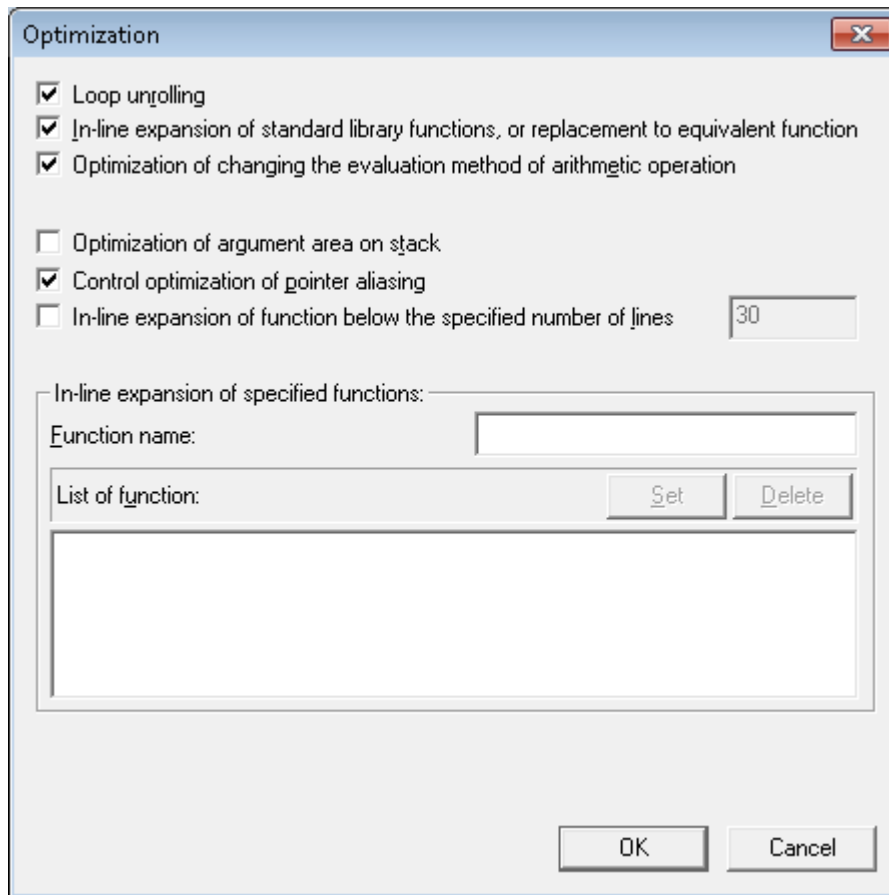 Optimization
Loop unrolling
In-line expansion of standard library functions, or replacement to equivalent function
Optimization of changing the evaluation method of arithmetic operation
Optimization of argument area on stack
Control optimization of pointer aliasing
In-line expansion of function below the specified number of lines 30
In-line expansion of specified functions:
Function name:
List of function: Set Delete
OK Cancel